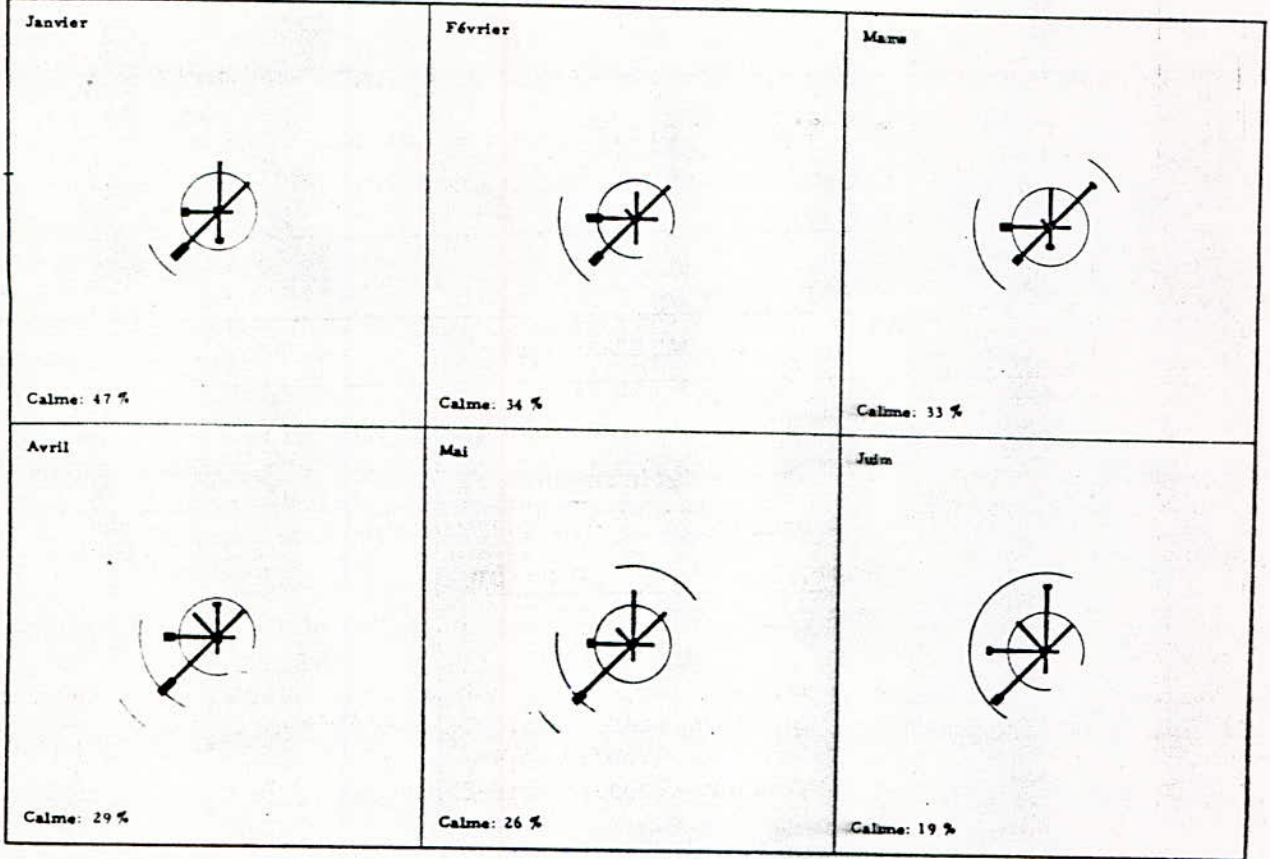 Janvier
Février
Mars
Calme: 47 %
Calme: 34 %
Calme: 33 %
Avril
Mai
Juin
Calme: 29 %
Calme: 26 %
Calme: 19 %